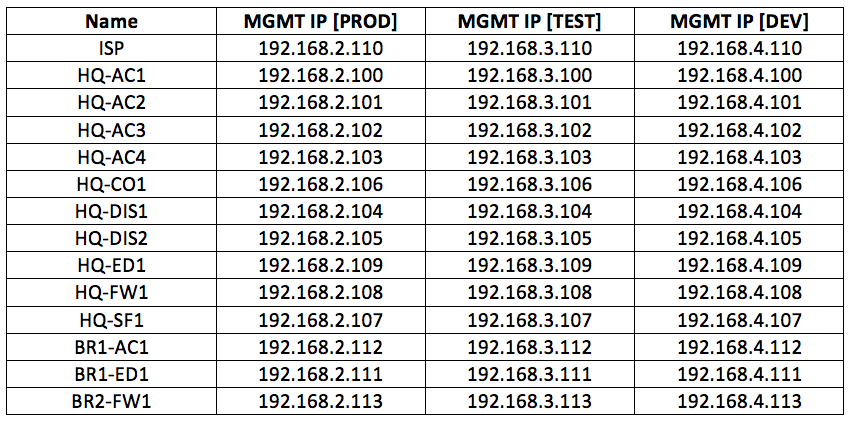 Name MGMT IP [PROD] MGMT IP [TEST] MGMT IP [DEV]
ISP 192.168.2.110 192.168.3.110 192.168.4.110
HQ-AC1 192.168.2.100 192.168.3.100 192.168.4.100
HQ-AC2 192.168.2.101 192.168.3.101 192.168.4.101
HQ-AC3 192.168.2.102 192.168.3.102 192.168.4.102
HQ-AC4 192.168.2.103 192.168.3.103 192.168.4.103
HQ-CO1 192.168.2.106 192.168.3.106 192.168.4.106
HQ-DIS1 192.168.2.104 192.168.3.104 192.168.4.104
HQ-DIS2 192.168.2.105 192.168.3.105 192.168.4.105
HQ-ED1 192.168.2.109 192.168.3.109 192.168.4.109
HQ-FW1 192.168.2.108 192.168.3.108 192.168.4.108
HQ-SF1 192.168.2.107 192.168.3.107 192.168.4.107
BR1-AC1 192.168.2.112 192.168.3.112 192.168.4.112
BR1-ED1 192.168.2.111 192.168.3.111 192.168.4.111
BR2-FW1 192.168.2.113 192.168.3.113 192.168.4.113